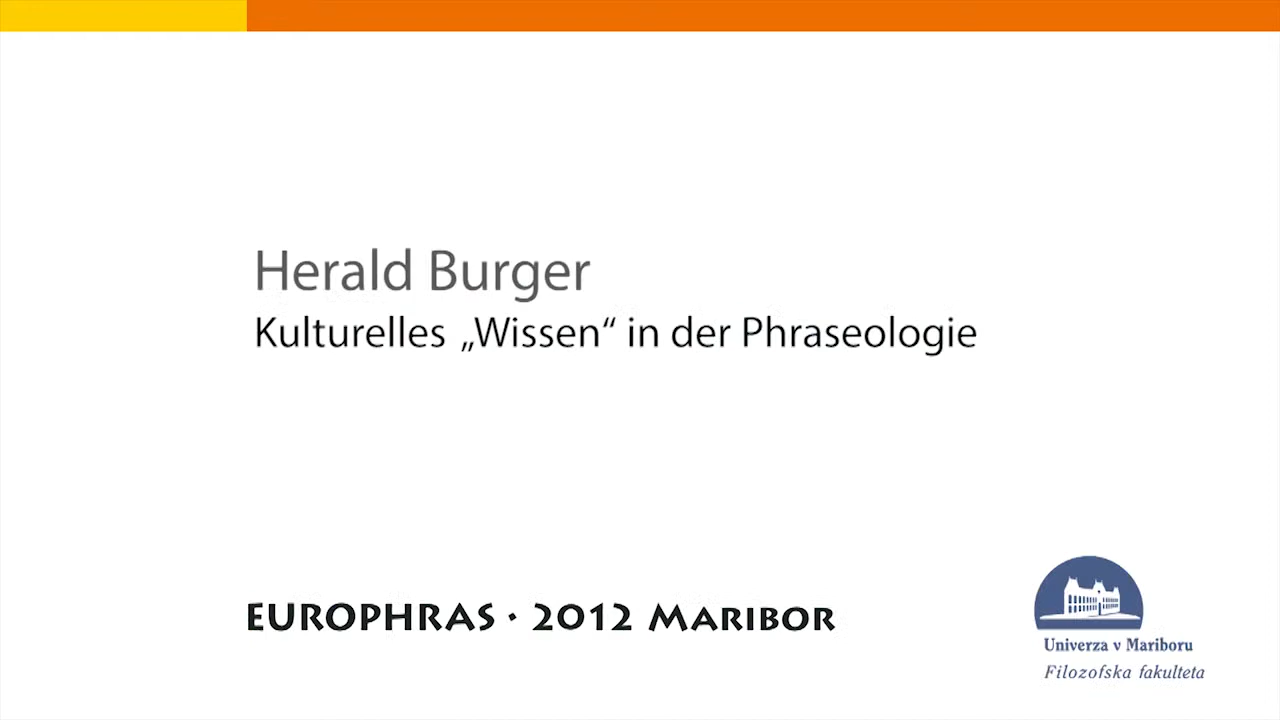 Herald Burger
Kulturelles „Wissen“ in der Phraseologie
EUROPHRAS · 2012 MARIBOR
Univerza v Mariboru
Filozofska fakulteta